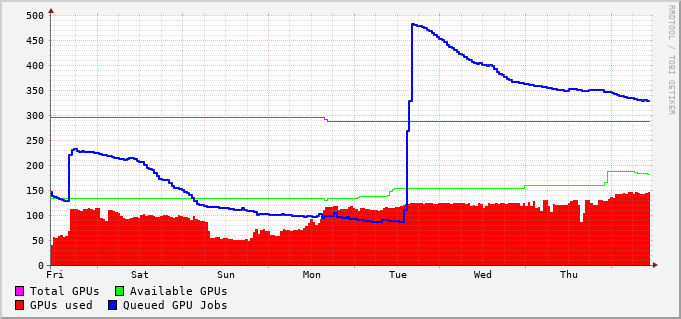 500
450
400
350
300
250
200
150
100
50
0
Fri Sat Sun Mon Tue Wed Thu
Total GPUs Available GPUs
GPUs used Queued GPU Jobs
RRDTOOL / TOBI OETIKER